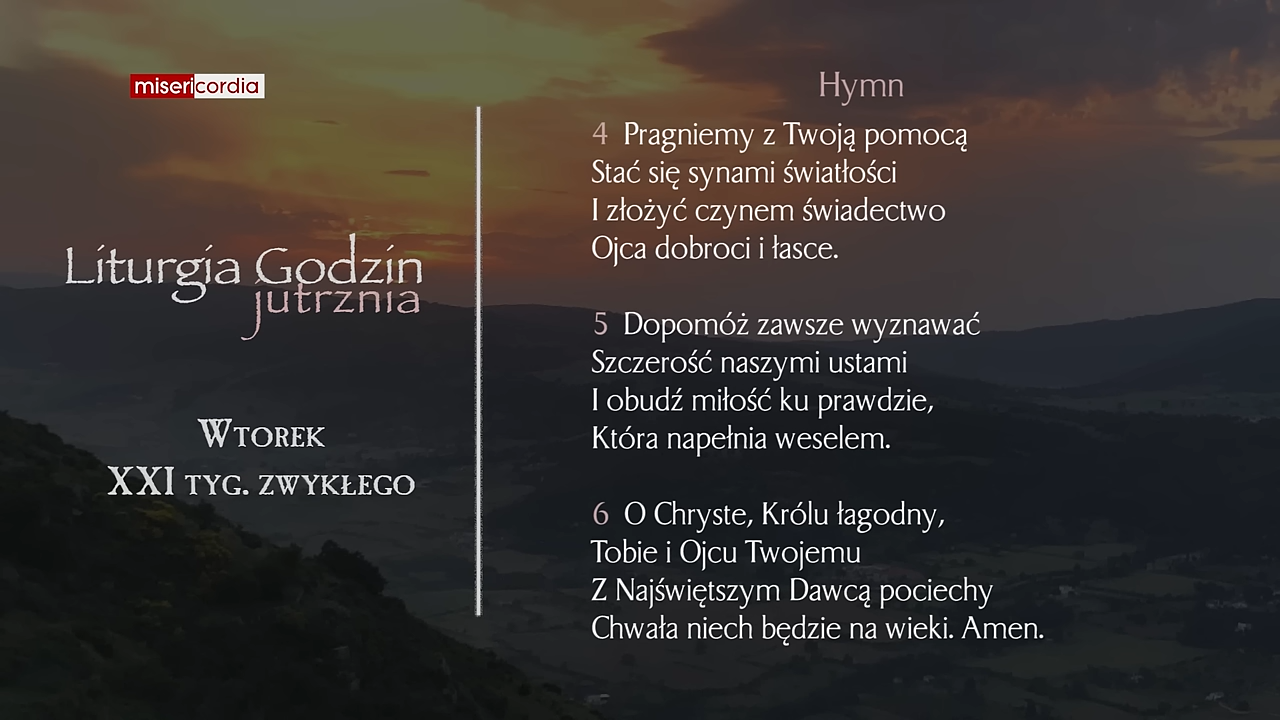 misericordia
Liturgia Godzin
jutrznia
Wtorek
XXI tyg. zwykłego
Hymn
4 Pragniemy z Twoją pomocą
Stać się synami światłości
I złożyć czynem świadectwo
Ojca dobroci i łasce.
5 Dopomóż zawsze wyznawać
Szczerość naszymi ustami
I obudź miłość ku prawdzie,
Która napełnia weselem.
6 O Chryste, Królu łagodny,
Tobie i Ojcu Twojemu
Z Najświętszym Dawcą pociechy
Chwała niech będzie na wieki. Amen.